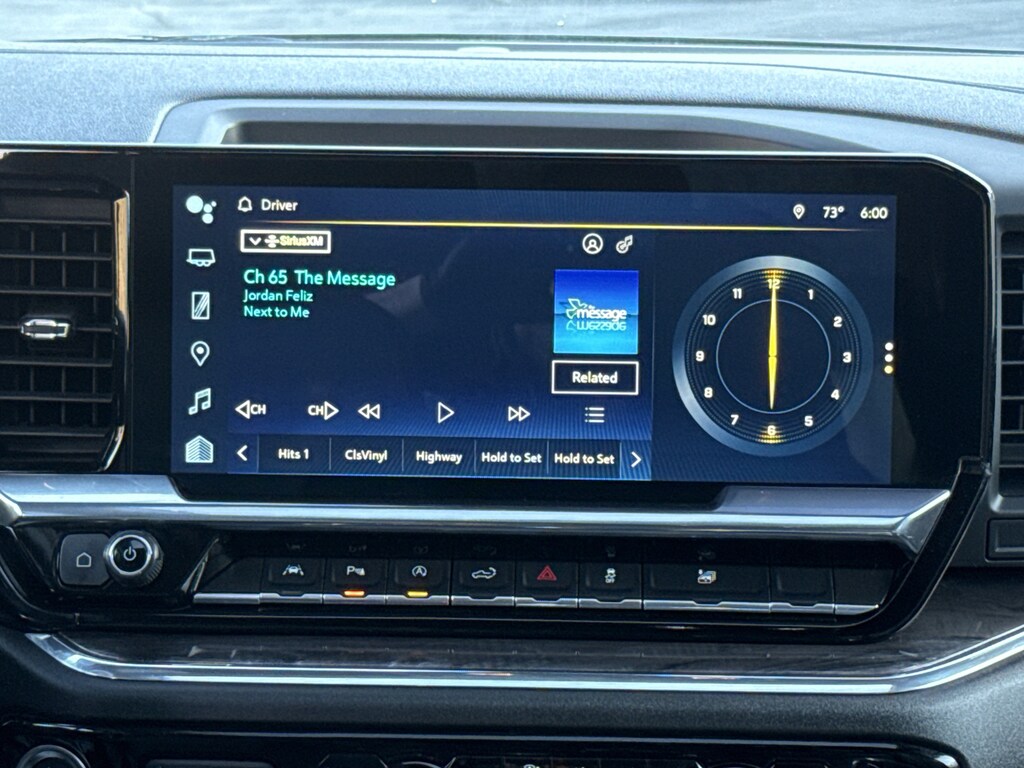 Driver
73° 6:00
SiriusXM
Ch 65 The Message
Jordan Feliz
Next to Me
message
Related
CH
CH
Hits 1
ClsVinyl
Highway
Hold to Set
Hold to Set
12
1
2
3
4
5
6
7
8
9
10
11
P
A